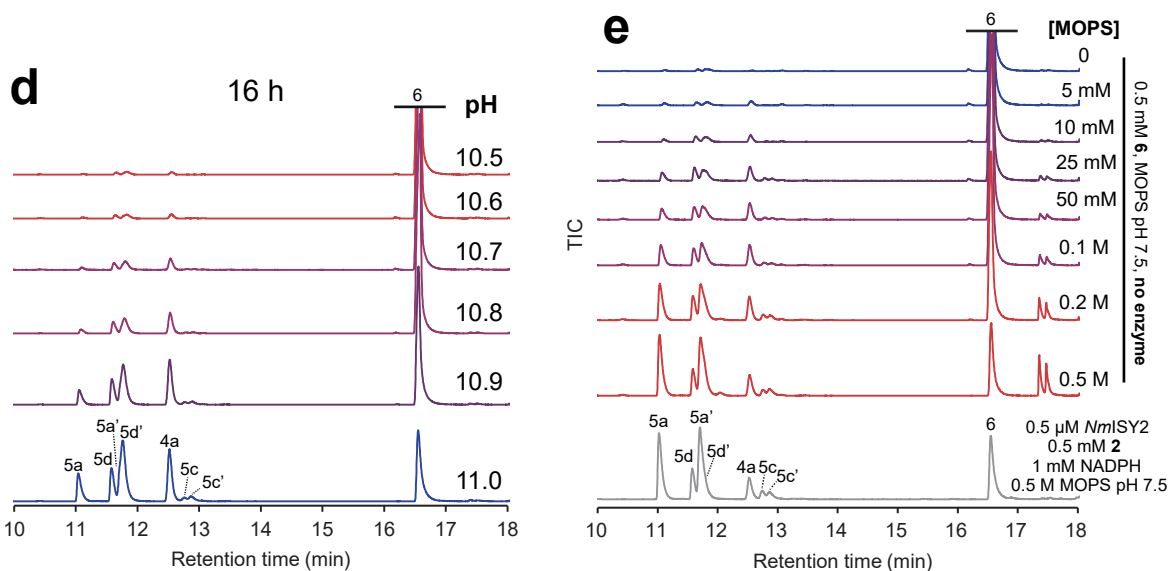 d
16 h
6
pH
10.5
10.6
10.7
10.8
10.9
11.0
5a
5d
5a’
5d’
4a
5c
5c’
10 11 12 13 14 15 16 17 18
Retention time (min)
e
6
[MOPS]
0
5 mM
10 mM
25 mM
50 mM
0.1 M
0.2 M
0.5 M
0.5 mM 6, MOPS pH 7.5, no enzyme
TIC
5a
5d
5a’
5d’
4a
5c
5c’
6
0.5 µM NmISY2
0.5 mM 2
1 mM NADPH
0.5 M MOPS pH 7.5
10 11 12 13 14 15 16 17 18
Retention time (min)